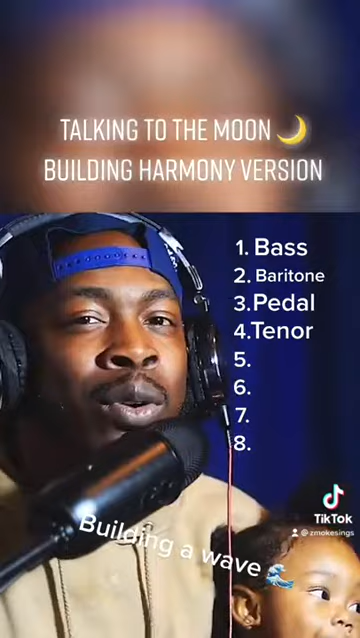 TALKING TO THE MOON 🌙
BUILDING HARMONY VERSION
1. Bass
2. Baritone
3.Pedal
4.Tenor
5.
6.
7.
8.
Building a wave 🌊
TikTok
@zmokesings